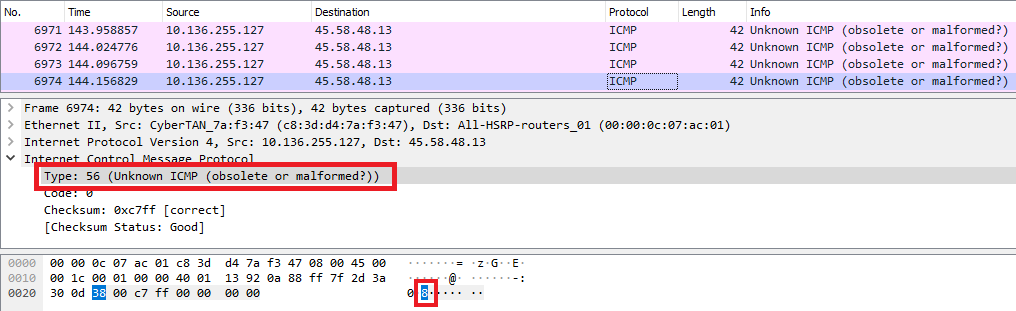 No. Time Source Destination Protocol Length Info
6971 143.958857 10.136.255.127 45.58.48.13 ICMP 42 Unknown ICMP (obsolete or malformed?)
6972 144.024776 10.136.255.127 45.58.48.13 ICMP 42 Unknown ICMP (obsolete or malformed?)
6973 144.096759 10.136.255.127 45.58.48.13 ICMP 42 Unknown ICMP (obsolete or malformed?)
6974 144.156829 10.136.255.127 45.58.48.13 ICMP 42 Unknown ICMP (obsolete or malformed?)
Frame 6974: 42 bytes on wire (336 bits), 42 bytes captured (336 bits)
Ethernet II, Src: CyberTAN_7a:f3:47 (c8:3d:d4:7a:f3:47), Dst: All-HSRP-routers_01 (00:00:0c:07:ac:01)
Internet Protocol Version 4, Src: 10.136.255.127, Dst: 45.58.48.13
Internet Control Message Protocol
Type: 56 (Unknown ICMP (obsolete or malformed?))
Code: 0
Checksum: 0xc7ff [correct]
[Checksum Status: Good]
0000 00 00 0c 07 ac 01 c8 3d d4 7a f3 47 08 00 45 00 ·······= ·z·G··E·
0010 00 1c 00 01 00 00 40 01 13 92 0a 88 ff 7f 2d 3a ······@· ······-:
0020 30 0d 38 00 c7 ff 00 00 00 00 0·8····· ··